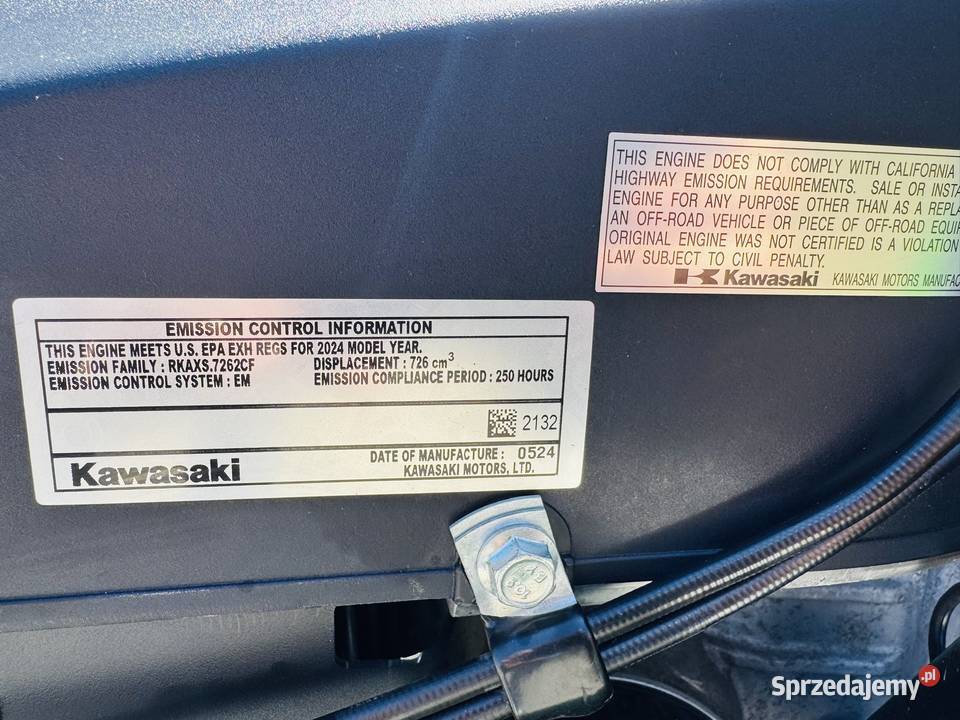 THIS ENGINE DOES NOT COMPLY WITH CALIFORNIA
HIGHWAY EMISSION REQUIREMENTS. SALE OR
ENGINE FOR ANY PURPOSE OTHER THAN AS A
AN OFF-ROAD VEHICLE OR PIECE OF OFF-ROAD
ORIGINAL ENGINE WAS NOT CERTIFIED IS A VIOLATION
LAW SUBJECT TO CIVIL PENALTY.
Kawasaki KAWASAKI MOTORS
EMISSION CONTROL INFORMATION
THIS ENGINE MEETS U.S. EPA EXH REGS FOR 2024 MODEL YEAR.
EMISSION FAMILY : RKAXS.7262CF DISPLACEMENT : 726 cm³
EMISSION CONTROL SYSTEM : EM EMISSION COMPLIANCE PERIOD : 250 HOURS
2132
DATE OF MANUFACTURE : 0524
Kawasaki KAWASAKI MOTORS, LTD.
Sprzedajemy.pl